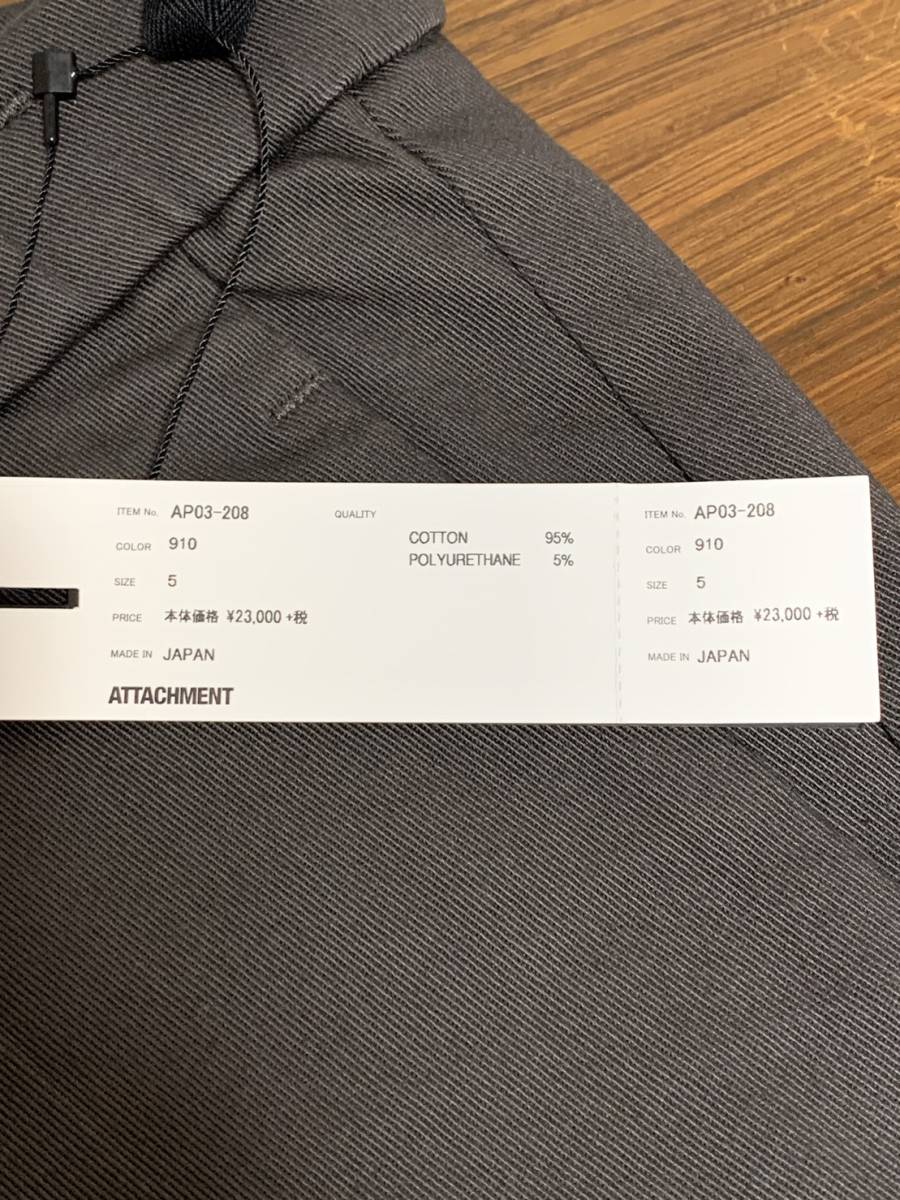 ITEM No. AP03-208
COLOR 910
SIZE 5
PRICE 本体価格 ¥23,000 +税
MADE IN JAPAN
ATTACHMENT
QUALITY
COTTON 95%
POLYURETHANE 5%
ITEM No. AP03-208
COLOR 910
SIZE 5
PRICE 本体価格 ¥23,000 +税
MADE IN JAPAN